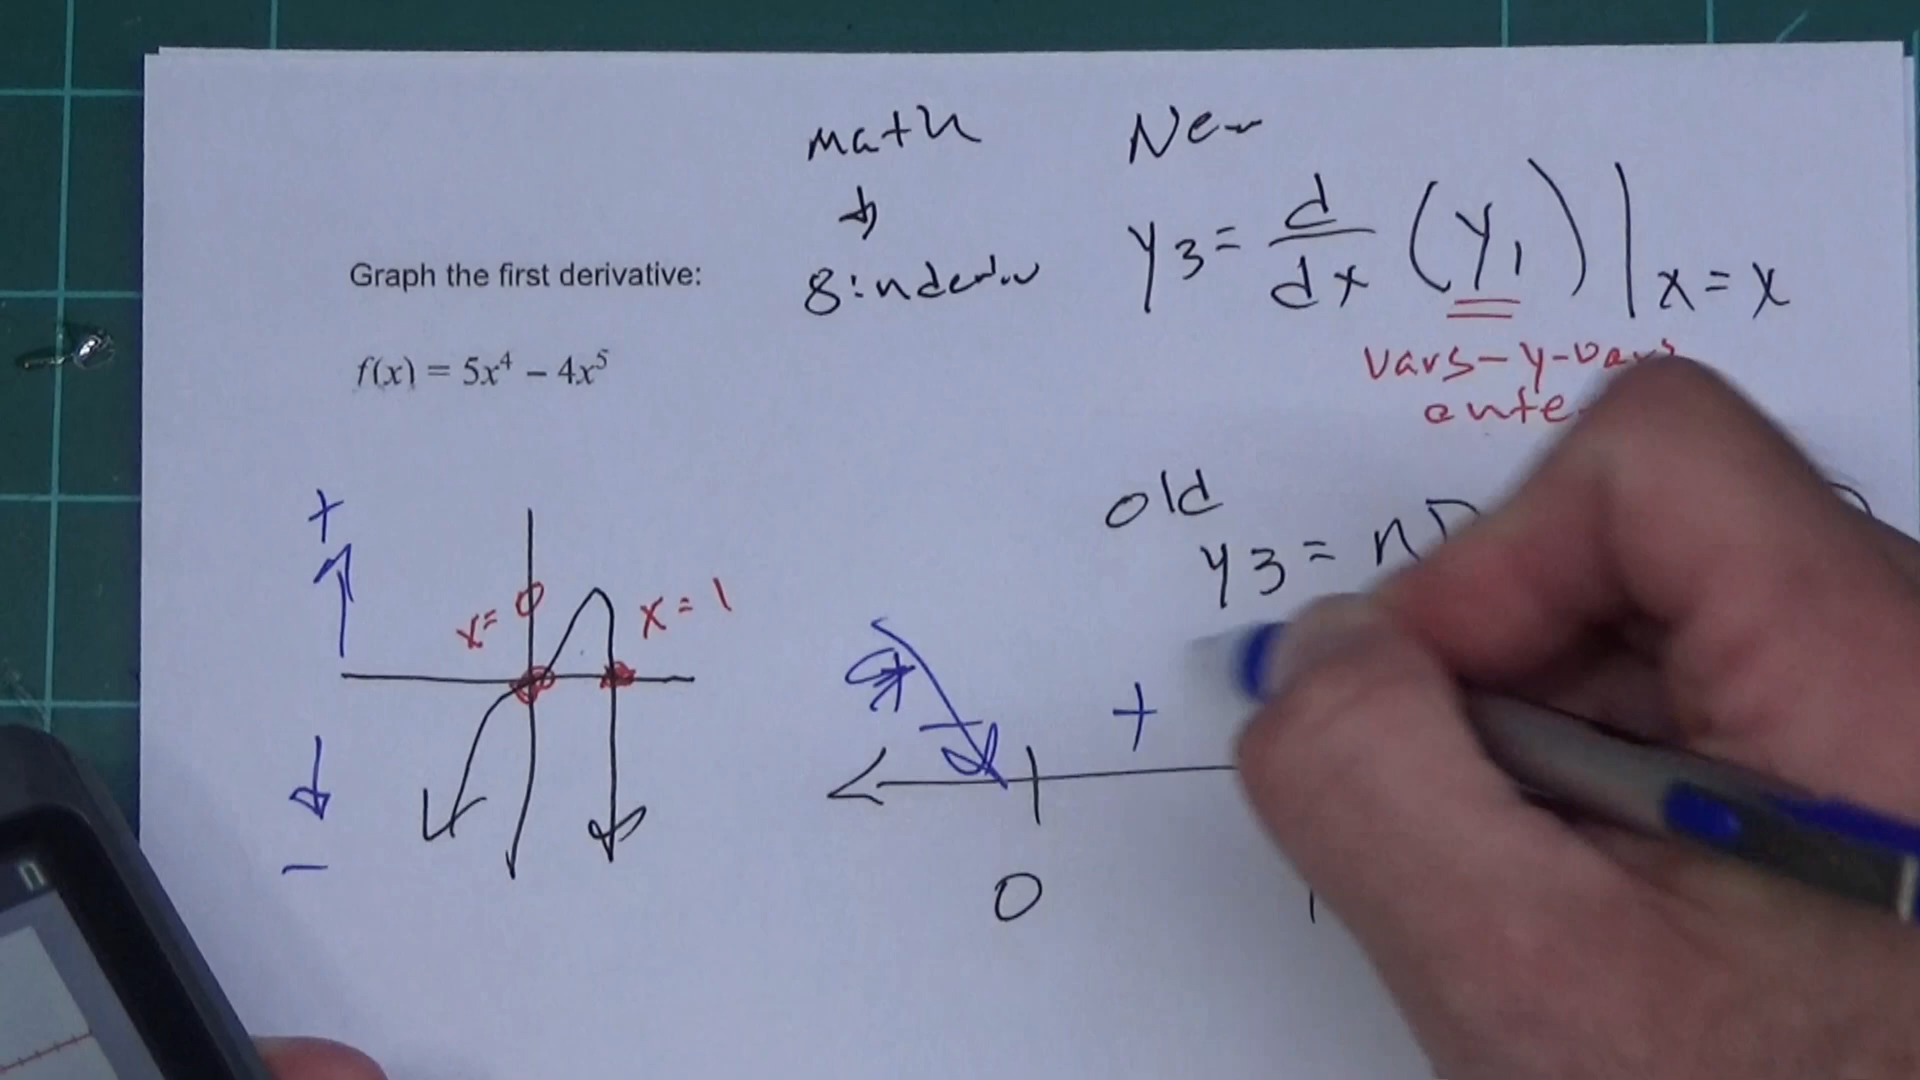 math
↓
8:nderiv
New
y3 = d/dx (y1)|x=x
vars-y-vars
Graph the first derivative:
f(x) = 5x⁴ − 4x⁵
old
y3 = n
+
x=0
x=1
−
−
+
0
1